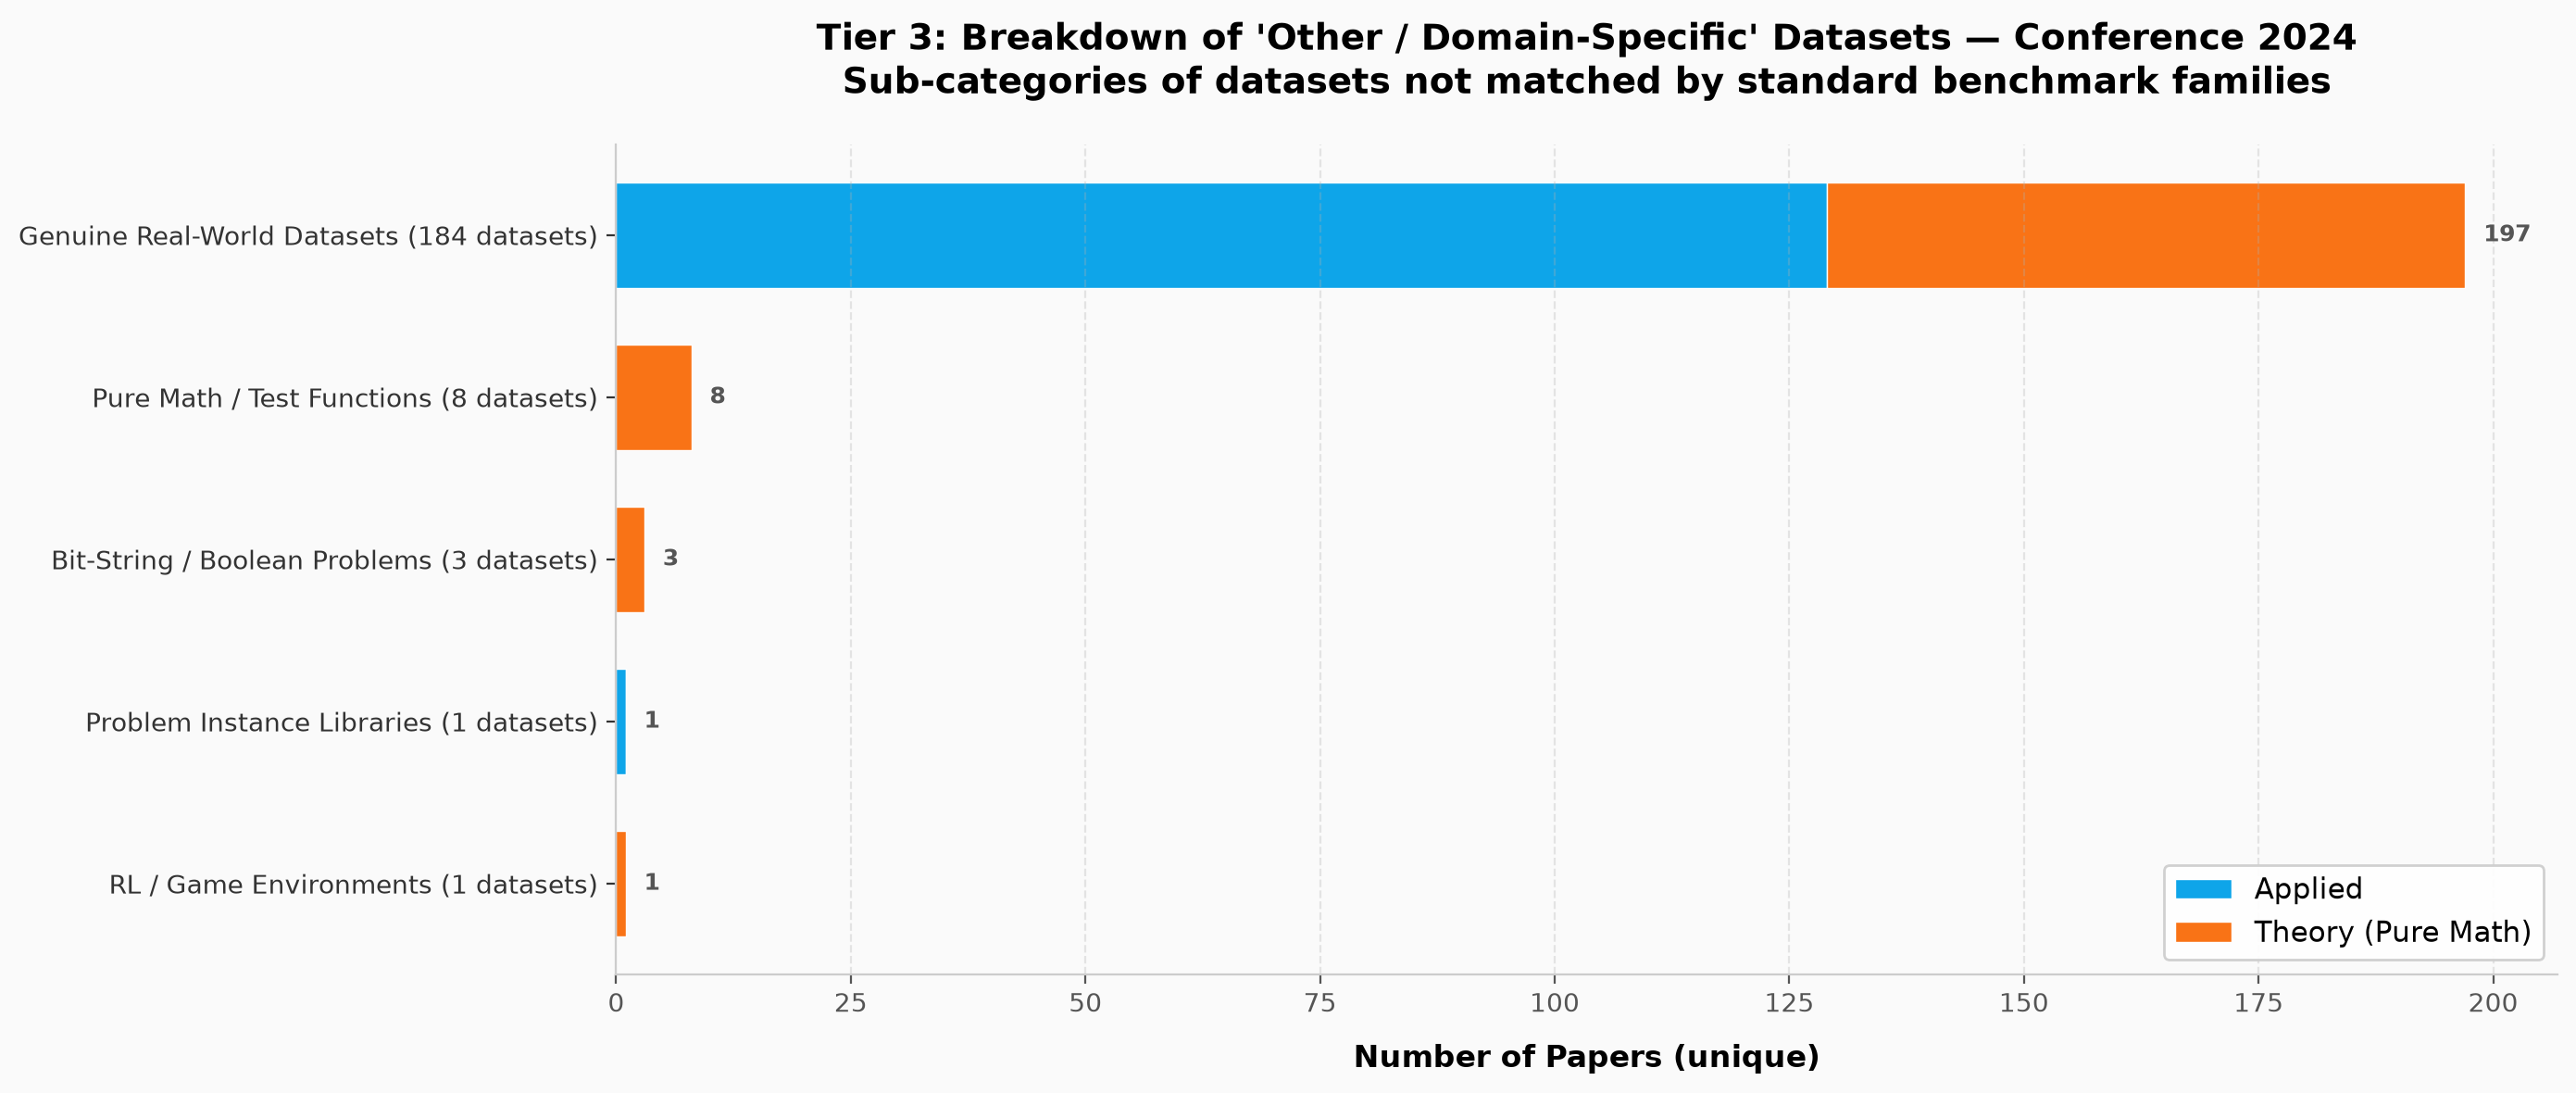 Tier 3: Breakdown of 'Other / Domain-Specific' Datasets — Conference 2024
Sub-categories of datasets not matched by standard benchmark families
Genuine Real-World Datasets (184 datasets)
197
Pure Math / Test Functions (8 datasets)
8
Bit-String / Boolean Problems (3 datasets)
3
Problem Instance Libraries (1 datasets)
1
RL / Game Environments (1 datasets)
1
Applied
Theory (Pure Math)
0 25 50 75 100 125 150 175 200
Number of Papers (unique)